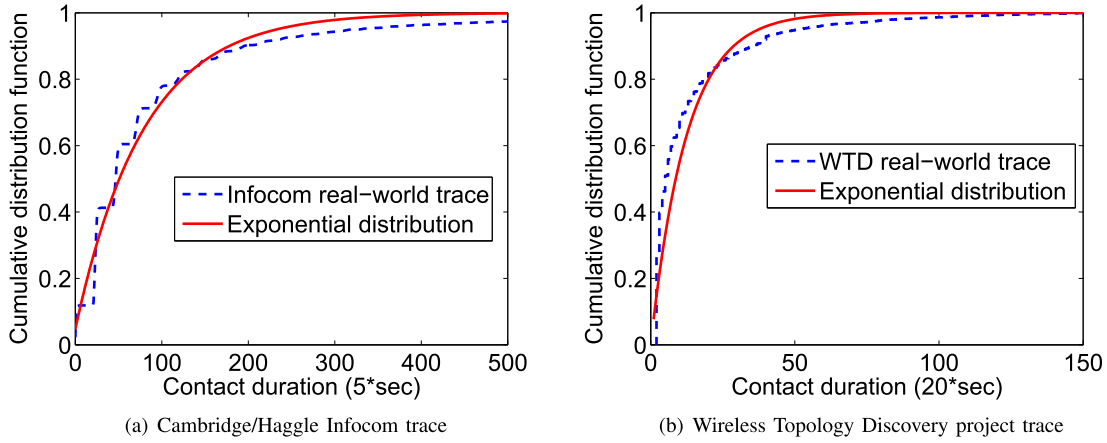 Cumulative distribution function
1
0.8
0.6
0.4
0.2
0
Infocom real-world trace
Exponential distribution
0 100 200 300 400 500
Contact duration (5*sec)
(a) Cambridge/Haggle Infocom trace
Cumulative distribution function
1
0.8
0.6
0.4
0.2
0
WTD real-world trace
Exponential distribution
0 50 100 150
Contact duration (20*sec)
(b) Wireless Topology Discovery project trace